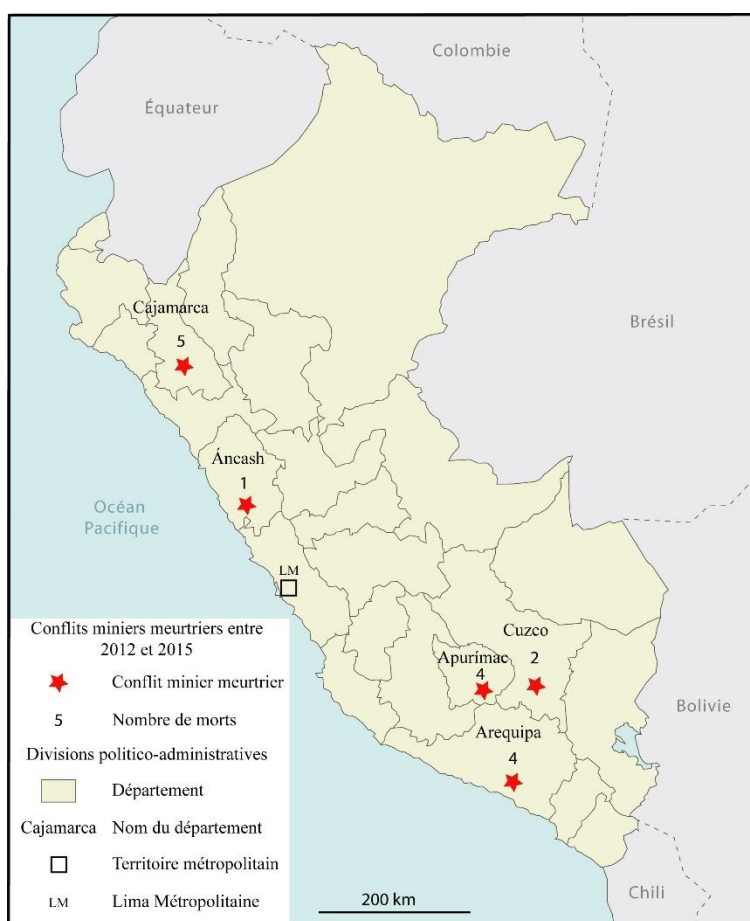 Colombie
Équateur
Cajamarca
5
Brésil
Áncash
1
Océan
Pacifique
LM
Cuzco
2
Apurímac
4
Bolivie
Arequipa
4
Conflits miniers meurtriers entre
2012 et 2015
Conflit minier meurtrier
5 Nombre de morts
Divisions politico-administratives
Département
Cajamarca Nom du département
Territoire métropolitain
LM Lima Métropolitaine
200 km
Chili